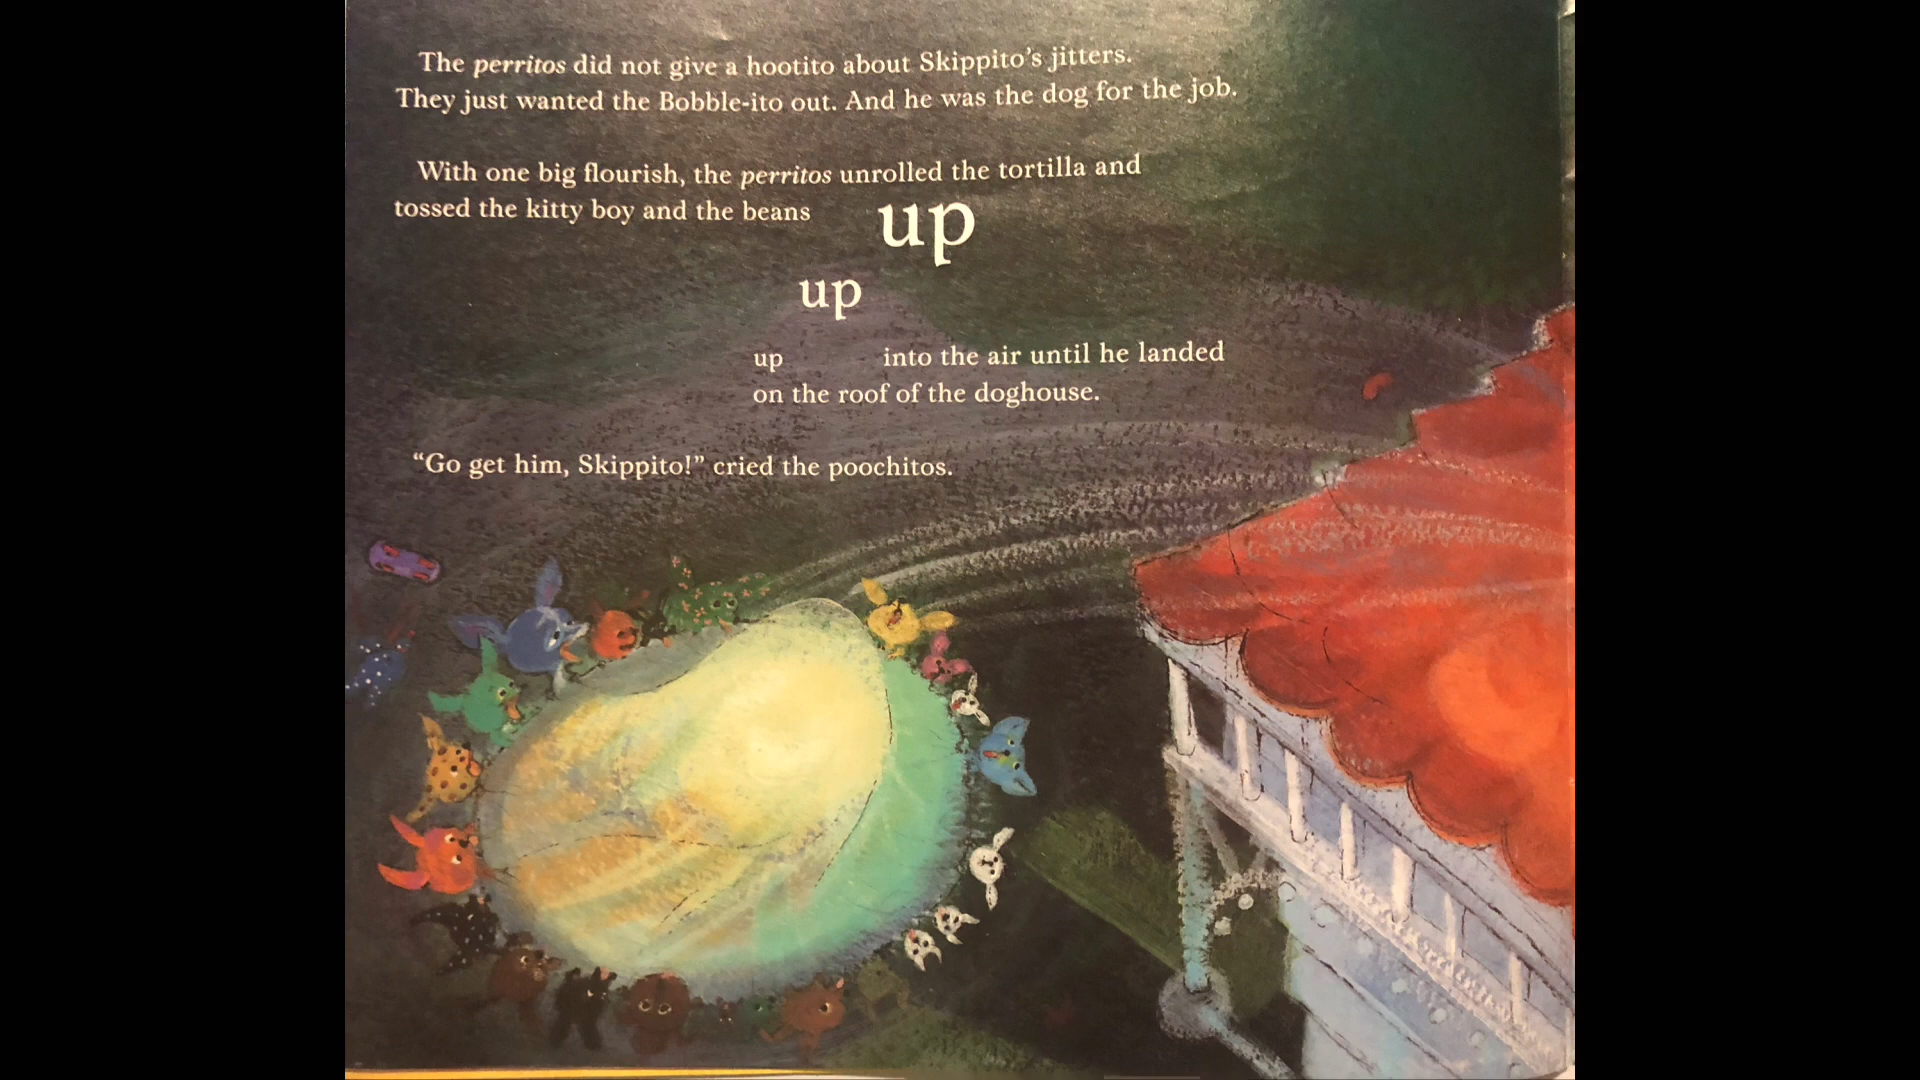 The perritos did not give a hootito about Skippito's jitters.
They just wanted the Bobble-ito out. And he was the dog for the job.
With one big flourish, the perritos unrolled the tortilla and
tossed the kitty boy and the beans
up
up
up into the air until he landed
on the roof of the doghouse.
“Go get him, Skippito!” cried the poochitos.